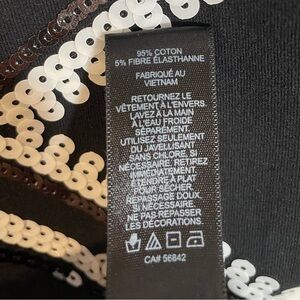 95% COTON
5% FIBRE ÉLASTHANNE
FABRIQUÉ AU
VIETNAM
RETOURNEZ LE
VÊTEMENT À L'ENVERS.
LAVEZ À LA MAIN
À L'EAU FROIDE
SÉPARÉMENT.
UTILISEZ SEULEMENT
DU JAVELLISANT
SANS CHLORE, SI
NÉCESSAIRE. RETIREZ
IMMÉDIATEMENT
ÉTENDRE À PLAT
POUR SÉCHER.
REPASSAGE DOUX,
SI NÉCESSAIRE.
NE PAS REPASSER
LES DÉCORATIONS.
CA# 56842